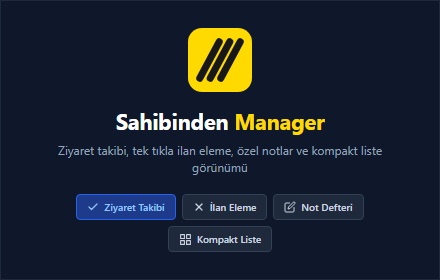 Sahibinden Manager
Ziyaret takibi, tek tıkla ilan eleme, özel notlar ve kompakt liste
görünümü
Ziyaret Takibi
İlan Eleme
Not Defteri
Kompakt Liste